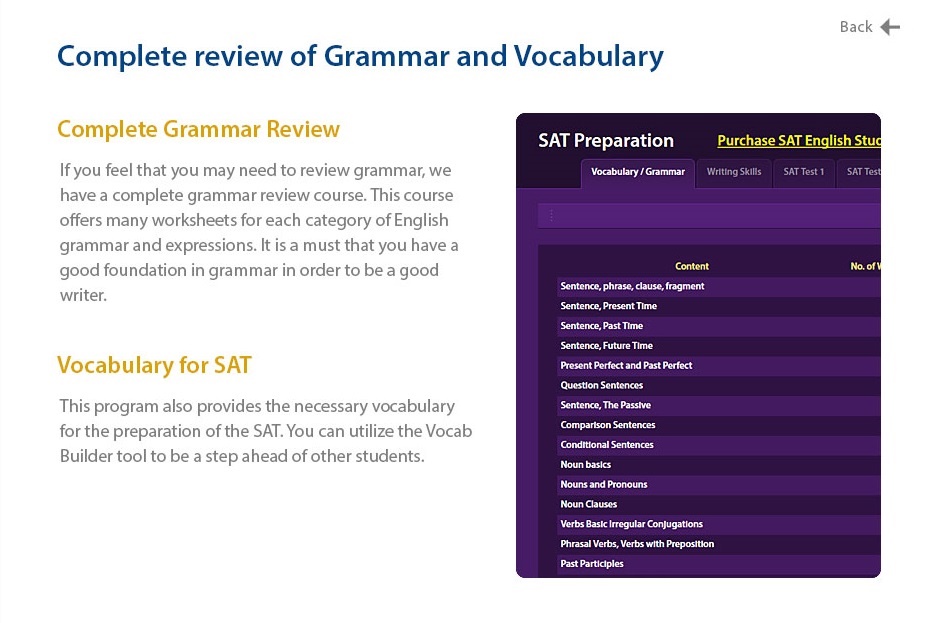 Back
Complete review of Grammar and Vocabulary
Complete Grammar Review
If you feel that you may need to review grammar, we
have a complete grammar review course. This course
offers many worksheets for each category of English
grammar and expressions. It is a must that you have a
good foundation in grammar in order to be a good
writer.
Vocabulary for SAT
This program also provides the necessary vocabulary
for the preparation of the SAT. You can utilize the Vocab
Builder tool to be a step ahead of other students.
SAT Preparation
Purchase SAT English Stud
Vocabulary / Grammar
Writing Skills
SAT Test 1
SAT Test
Content
No. of
Sentence, phrase, clause, fragment
Sentence, Present Time
Sentence, Past Time
Sentence, Future Time
Present Perfect and Past Perfect
Question Sentences
Sentence, The Passive
Comparison Sentences
Conditional Sentences
Noun basics
Nouns and Pronouns
Noun Clauses
Verbs Basic Irregular Conjugations
Phrasal Verbs, Verbs with Preposition
Past Participles